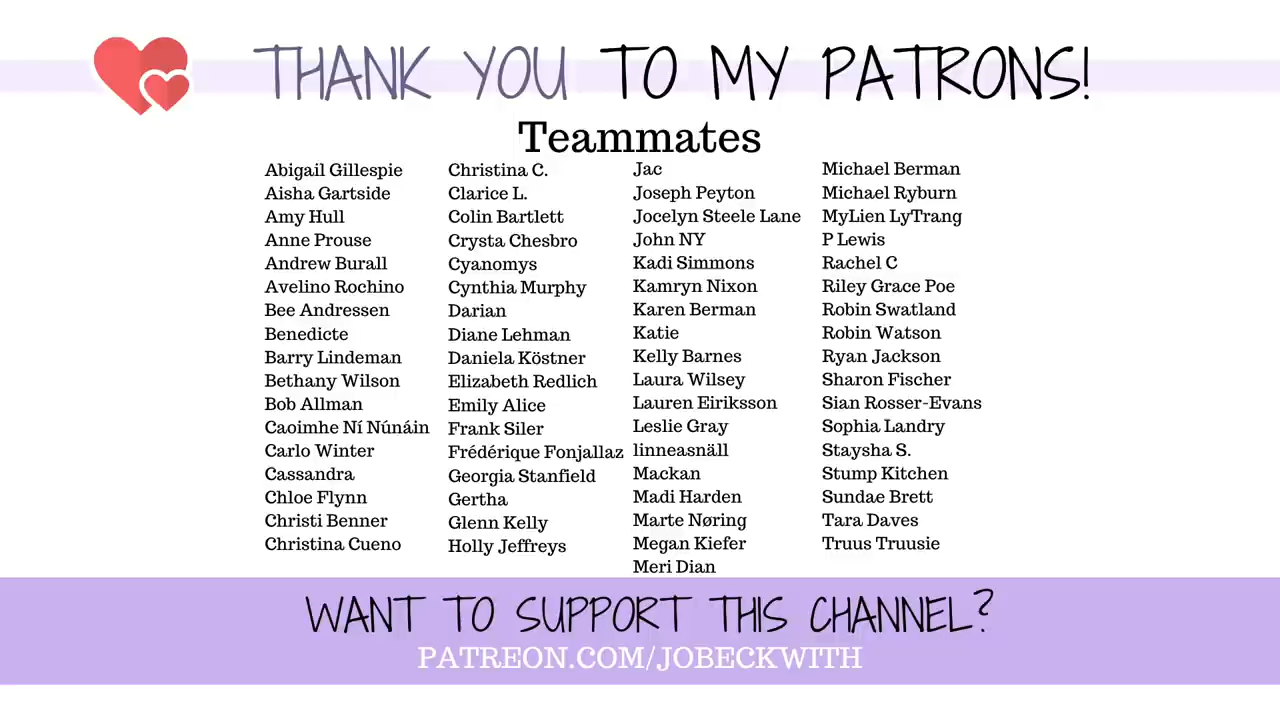 THANK YOU TO MY PATRONS!
Teammates
Abigail Gillespie
Aisha Gartside
Amy Hull
Anne Prouse
Andrew Burall
Avelino Rochino
Bee Andressen
Benedicte
Barry Lindeman
Bethany Wilson
Bob Allman
Caoimhe Ní Núnáin
Carlo Winter
Cassandra
Chloe Flynn
Christi Benner
Christina Cueno
Christina C.
Clarice L.
Colin Bartlett
Crysta Chesbro
Cyanomys
Cynthia Murphy
Darian
Diane Lehman
Daniela Köstner
Elizabeth Redlich
Emily Alice
Frank Siler
Frédérique Fonjallaz
Georgia Stanfield
Gertha
Glenn Kelly
Holly Jeffreys
Jac
Joseph Peyton
Jocelyn Steele Lane
John NY
Kadi Simmons
Kamryn Nixon
Karen Berman
Katie
Kelly Barnes
Laura Wilsey
Lauren Eiriksson
Leslie Gray
linneasnäll
Mackan
Madi Harden
Marte Nøring
Megan Kiefer
Meri Dian
Michael Berman
Michael Ryburn
MyLien LyTrang
P Lewis
Rachel C
Riley Grace Poe
Robin Swatland
Robin Watson
Ryan Jackson
Sharon Fischer
Sian Rosser-Evans
Sophia Landry
Staysha S.
Stump Kitchen
Sundae Brett
Tara Daves
Truus Truusie
WANT TO SUPPORT THIS CHANNEL?
PATREON.COM/JOBECKWITH